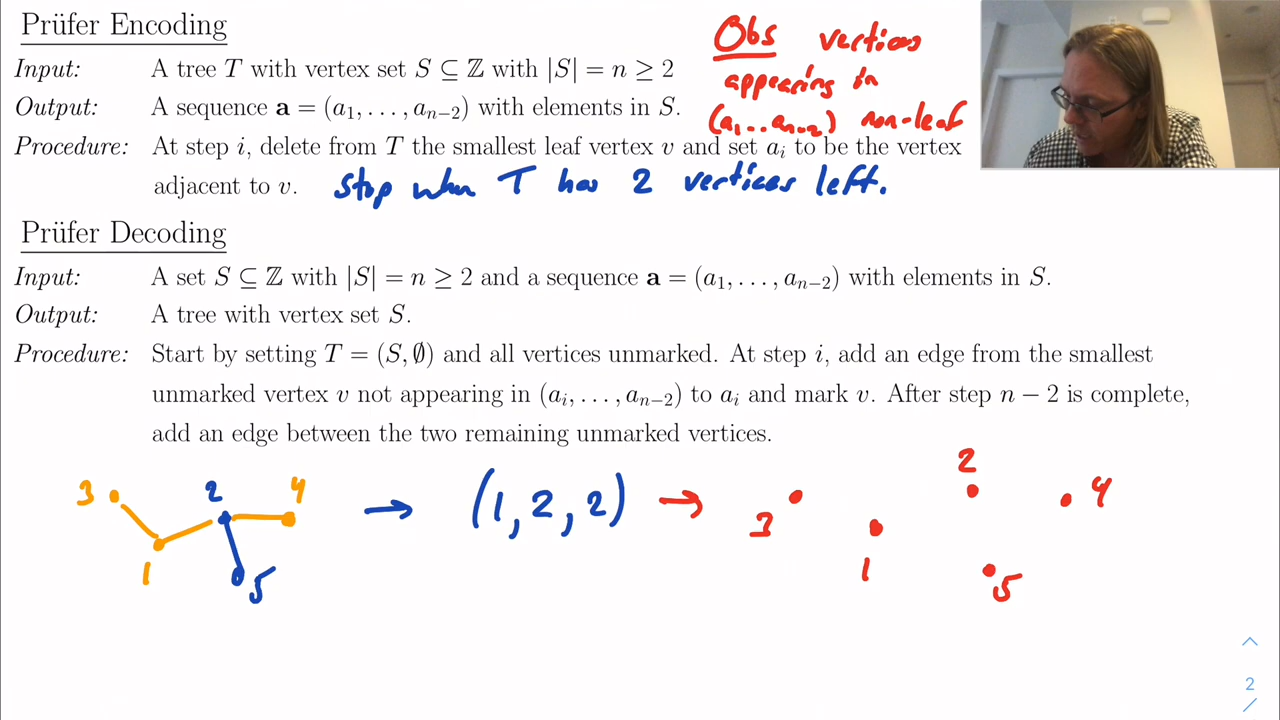 Prüfer Encoding
Input: A tree T with vertex set S ⊆ ℤ with |S| = n ≥ 2
Output: A sequence a = (a₁, . . . , aₙ₋₂) with elements in S.
Procedure: At step i, delete from T the smallest leaf vertex v and set aᵢ to be the vertex
adjacent to v. Stop when T has 2 vertices left.
Obs vertices
appearing in
(a₁..aₙ₋₂) non-leaf
Prüfer Decoding
Input: A set S ⊆ ℤ with |S| = n ≥ 2 and a sequence a = (a₁, . . . , aₙ₋₂) with elements in S.
Output: A tree with vertex set S.
Procedure: Start by setting T = (S, ∅) and all vertices unmarked. At step i, add an edge from the smallest
unmarked vertex v not appearing in (aᵢ, . . . , aₙ₋₂) to aᵢ and mark v. After step n − 2 is complete,
add an edge between the two remaining unmarked vertices.
3 2 4 1 5
→ (1, 2, 2) →
2 4 3 1 5
2
/